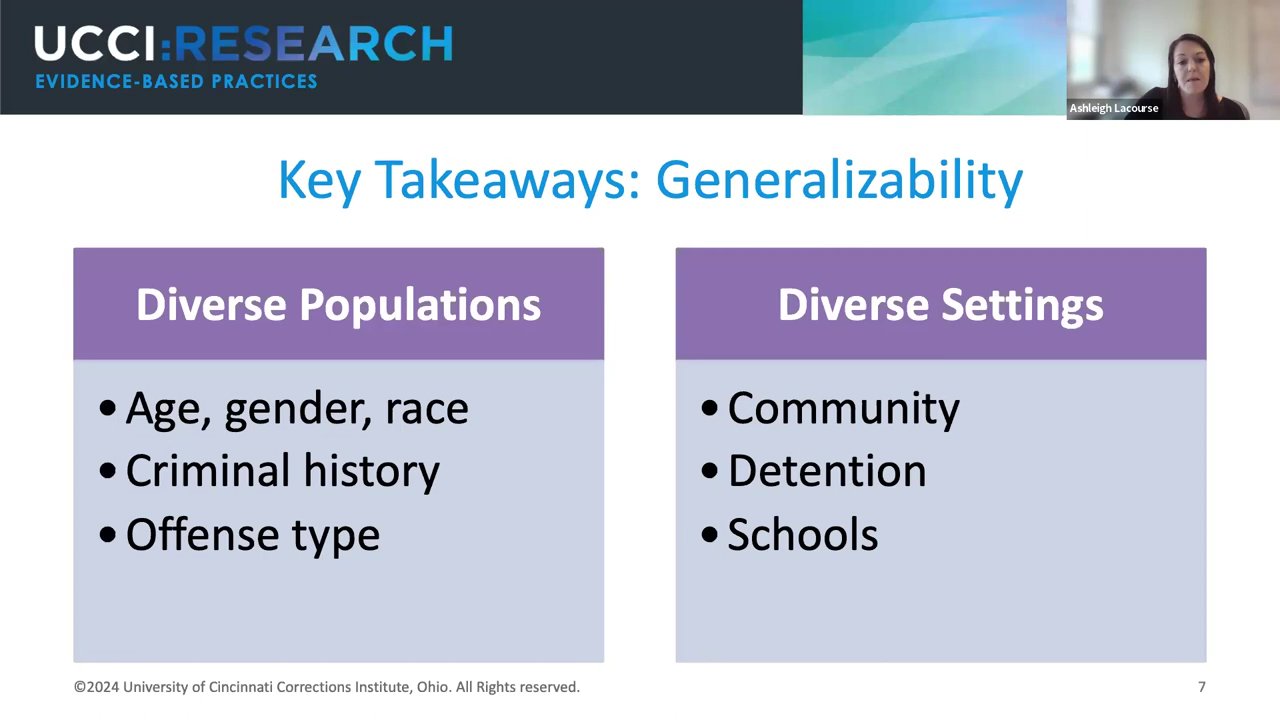 UCCI:RESEARCH
EVIDENCE-BASED PRACTICES
Ashleigh Lacourse
Key Takeaways: Generalizability
Diverse Populations
• Age, gender, race
• Criminal history
• Offense type
Diverse Settings
• Community
• Detention
• Schools
©2024 University of Cincinnati Corrections Institute, Ohio. All Rights reserved.
7